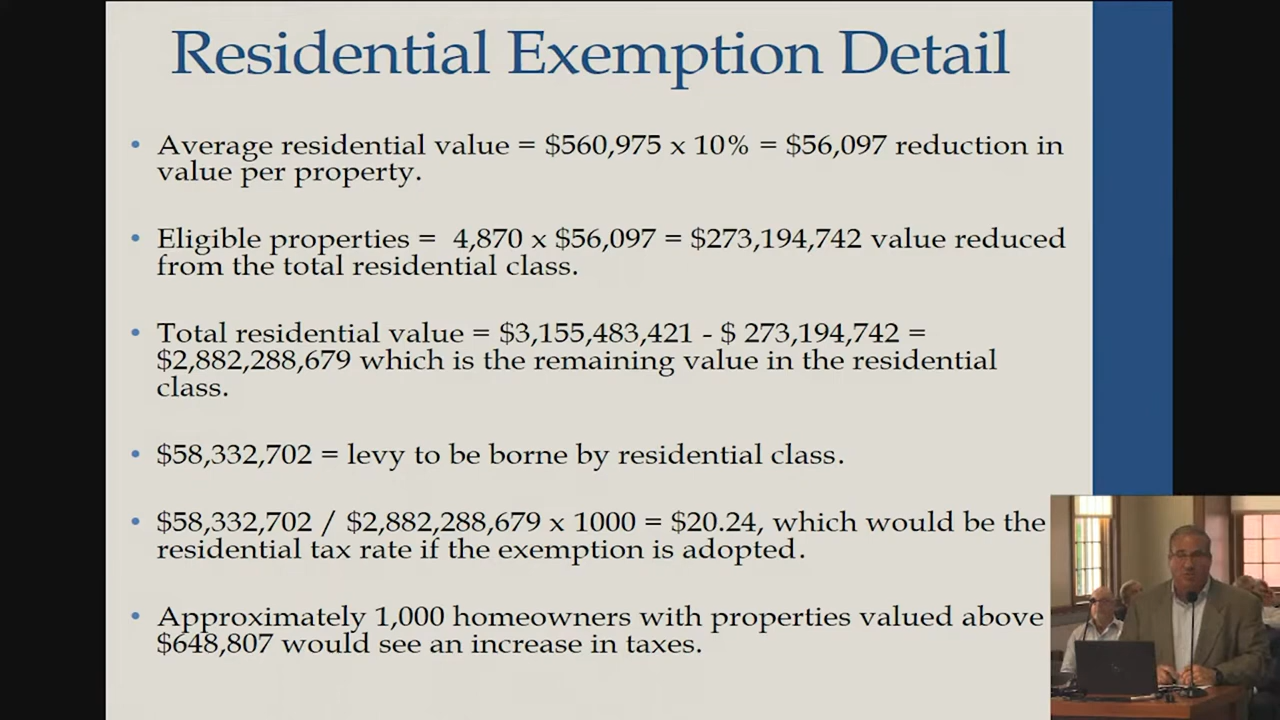 Residential Exemption Detail
• Average residential value = $560,975 x 10% = $56,097 reduction in
value per property.
• Eligible properties =  4,870 x $56,097 = $273,194,742 value reduced
from the total residential class.
• Total residential value = $3,155,483,421 - $ 273,194,742 =
$2,882,288,679 which is the remaining value in the residential
class.
• $58,332,702 = levy to be borne by residential class.
• $58,332,702 / $2,882,288,679 x 1000 = $20.24, which would be the
residential tax rate if the exemption is adopted.
• Approximately 1,000 homeowners with properties valued above
$648,807 would see an increase in taxes.